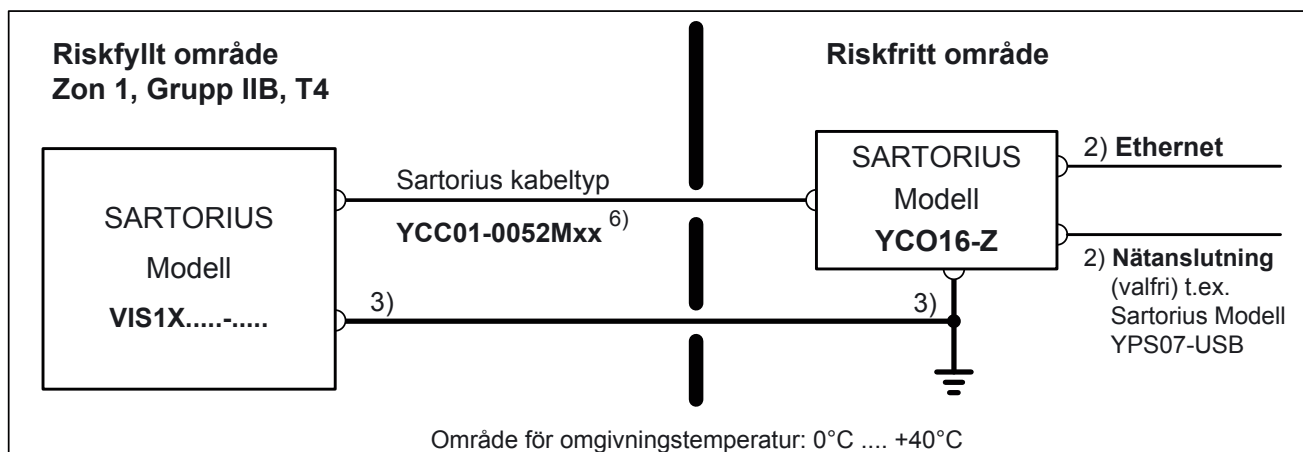 Riskfyllt område
Zon 1, Grupp IIB, T4
Riskfritt område
SARTORIUS
Modell
VIS1X.....-.....
Sartorius kabeltyp
YCC01-0052Mxx 6)
3)
SARTORIUS
Modell
YCO16-Z
3)
2) Ethernet
2) Nätanslutning
(valfri) t.ex.
Sartorius Modell
YPS07-USB
Område för omgivningstemperatur: 0°C .... +40°C